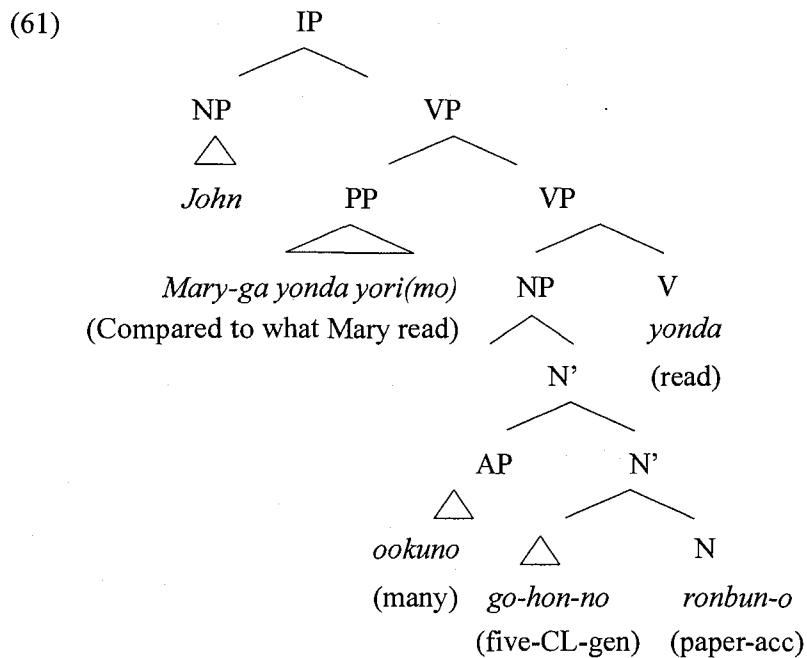 (61) IP
NP VP
John PP VP
Mary-ga yonda yori(mo) NP V
(Compared to what Mary read) yonda
N' (read)
AP N'
ookuno N
(many) go-hon-no ronbun-o
(five-CL-gen) (paper-acc)